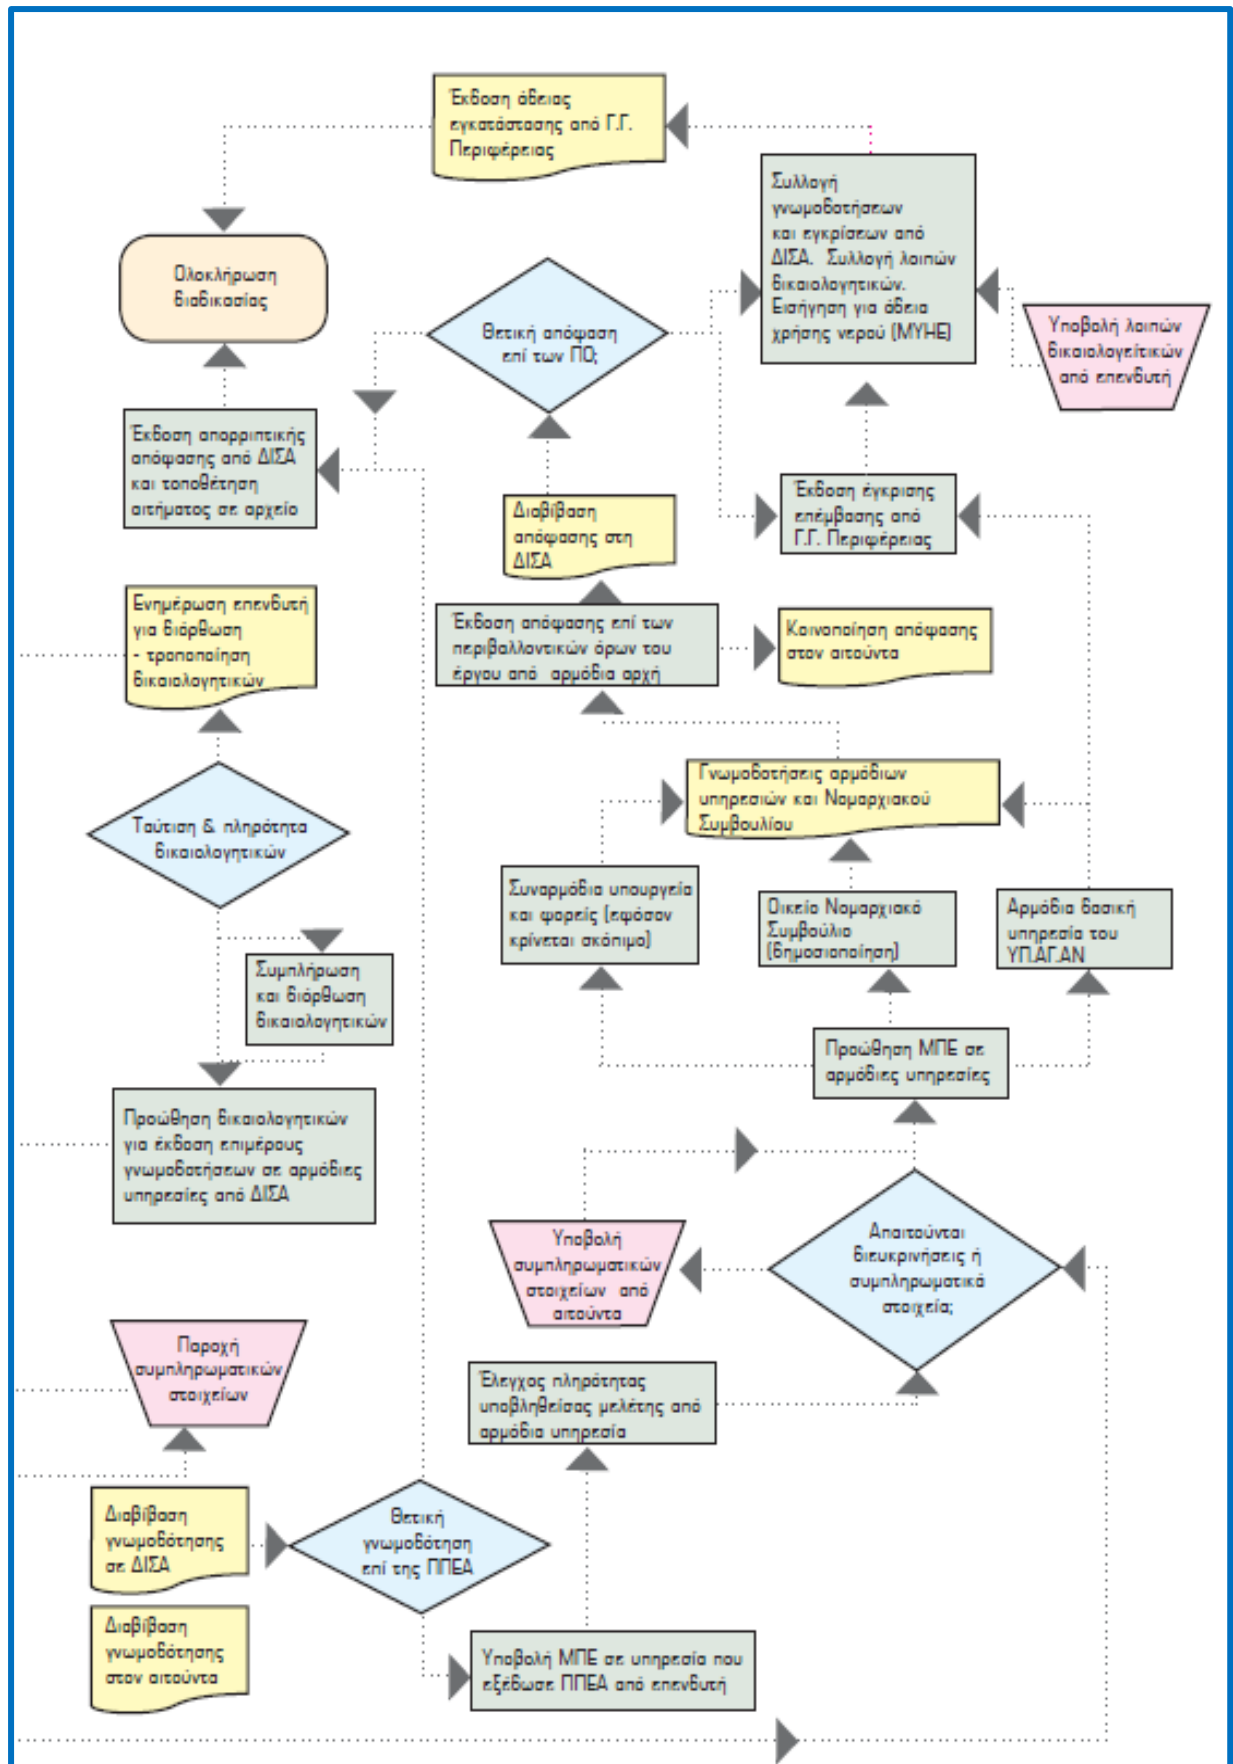 Έκδοση άδειας
εγκατάστασης από Γ.Γ.
Περιφέρειας
Συλλογή
γνωμοδοτήσεων
και εγκρίσεων από
ΔΙΣΑ. Συλλογή λοιπών
δικαιολογητικών.
Εισήγηση για άδεια
χρήσης νερού (ΜΥΗΕ)
Ολοκλήρωση
διαδικασίας
Θετική απόφαση
επί των ΠΟ;
Υποβολή λοιπών
δικαιολογείτικών
από επενδυτή
Έκδοση απορριπτικής
απόφασης από ΔΙΣΑ
και τοποθέτηση
αιτήματος σε αρχείο
Διαβίβαση
απόφασης στη
ΔΙΣΑ
Έκδοση έγκρισης
επέμβασης από
Γ.Γ. Περιφέρειας
Ενημέρωση επενδυτή
για διόρθωση
- τροποποίηση
δικαιολογητικών
Έκδοση απόφασης επί των
περιβαλλοντικών όρων του
έργου από αρμόδια αρχή
Κοινοποίηση απόφασης
στον αιτούντα
Γνωμοδοτήσεις αρμόδιων
υπηρεσιών και Νομαρχιακού
Συμβουλίου
Ταύτιση & πληρότητα
δικαιολογητικών
Συναρμόδια υπουργεία
και φορείς (εφόσον
κρίνεται σκόπιμο)
Οικείο Νομαρχιακό
Συμβούλιο
(δημοσιοποίηση)
Αρμόδια δασική
υπηρεσία του
ΥΠ.ΑΓ.ΑΝ
Συμπλήρωση
και διόρθωση
δικαιολογητικών
Προώθηση ΜΠΕ σε
αρμόδιες υπηρεσίες
Προώθηση δικαιολογητικών
για έκδοση επιμέρους
γνωμοδοτήσεων σε αρμόδιες
υπηρεσίες από ΔΙΣΑ
Υποβολή
συμπληρωματικών
στοιχείων από
αιτούντα
Απαιτούνται
διευκρινήσεις ή
συμπληρωματικά
στοιχεία;
Παροχή
συμπληρωματικών
στοιχείων
Έλεγχος πληρότητας
υποβληθείσας μελέτης από
αρμόδια υπηρεσία
Διαβίβαση
γνωμοδότησης
σε ΔΙΣΑ
Θετική
γνωμοδότηση
επί της ΠΠΕΑ
Διαβίβαση
γνωμοδότησης
στον αιτούντα
Υποβολή ΜΠΕ σε υπηρεσία που
εξέδωσε ΠΠΕΑ από επενδυτή